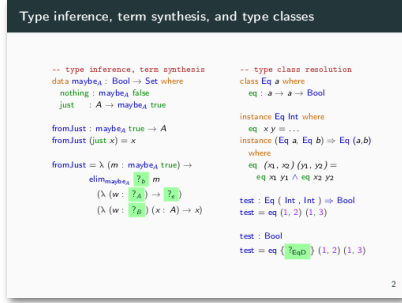 Type inference, term synthesis, and type classes
-- type inference, term synthesis
data maybe_A : Bool → Set where
nothing : maybe_A false
just : A → maybe_A true
fromJust : maybe_A true → A
fromJust (just x) = x
fromJust = λ (m : maybe_A true) →
elim_maybe_A ?_b m
(λ (w : ?_A) → ?_e)
(λ (w : ?_B) (x : A) → x)
-- type class resolution
class Eq a where
eq : a → a → Bool
instance Eq Int where
eq x y = ...
instance (Eq a, Eq b) ⇒ Eq (a,b)
where
eq (x₁, x₂) (y₁, y₂) =
eq x₁ y₁ ∧ eq x₂ y₂
test : Eq ( Int , Int ) ⇒ Bool
test = eq (1, 2) (1, 3)
test : Bool
test = eq { ?_EqD } (1, 2) (1, 3)
2